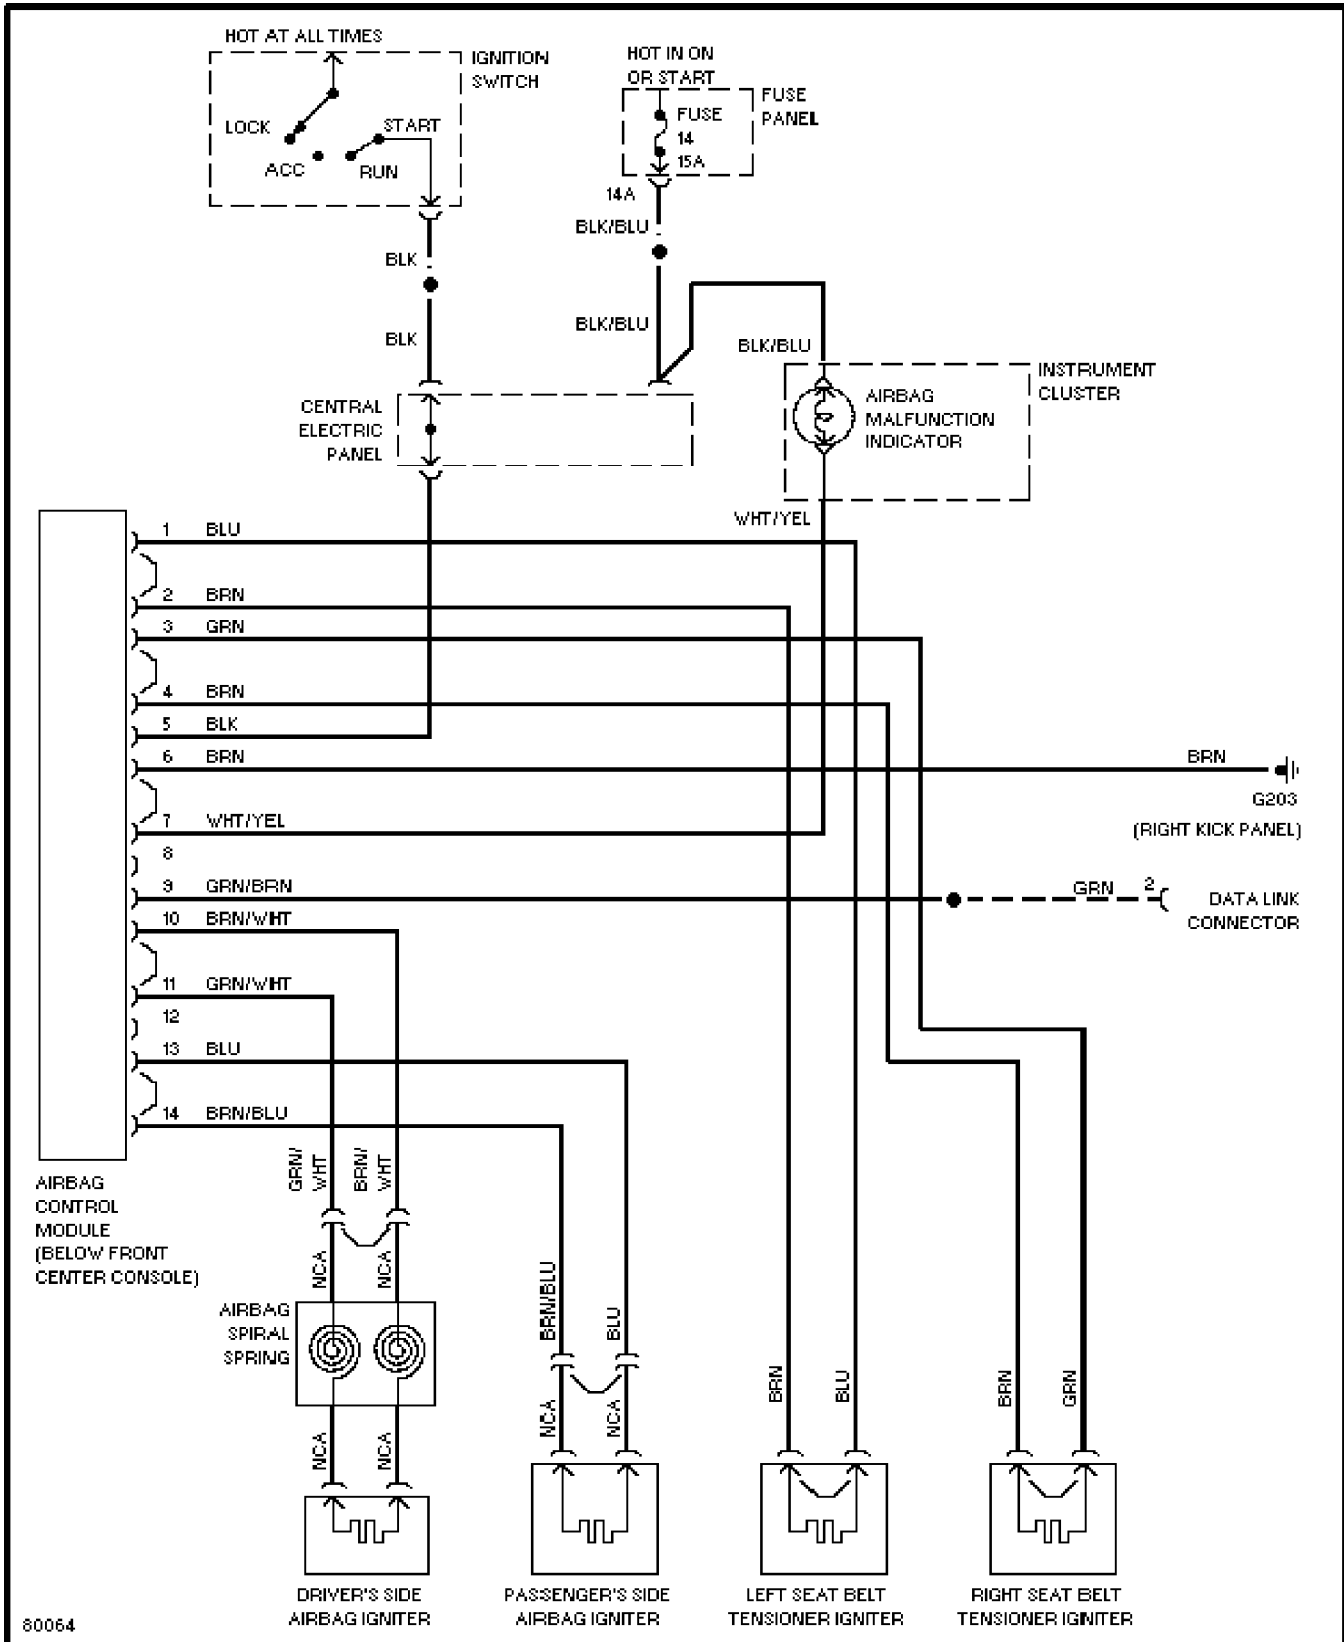 HOT AT ALL TIMES
IGNITION
SWITCH
LOCK
START
ACC
RUN
HOT IN ON
OR START
FUSE
PANEL
FUSE
14
15A
14A
BLK/BLU
BLK
BLK/BLU
BLK
BLK/BLU
INSTRUMENT
CLUSTER
AIRBAG
MALFUNCTION
INDICATOR
CENTRAL
ELECTRIC
PANEL
WHT/YEL
1 BLU
2 BRN
3 GRN
4 BRN
5 BLK
6 BRN
BRN
G203
(RIGHT KICK PANEL)
7 WHT/YEL
8
9 GRN/BRN
GRN 2
DATA LINK
CONNECTOR
10 BRN/WHT
11 GRN/WHT
12
13 BLU
14 BRN/BLU
AIRBAG
CONTROL
MODULE
(BELOW FRONT
CENTER CONSOLE)
GRN/
WHT
BRN/
WHT
NCA
NCA
AIRBAG
SPIRAL
SPRING
NCA
NCA
BRN/BLU
BLU
NCA
NCA
BRN
BLU
BRN
GRN
DRIVER'S SIDE
AIRBAG IGNITER
PASSENGER'S SIDE
AIRBAG IGNITER
LEFT SEAT BELT
TENSIONER IGNITER
RIGHT SEAT BELT
TENSIONER IGNITER
80064